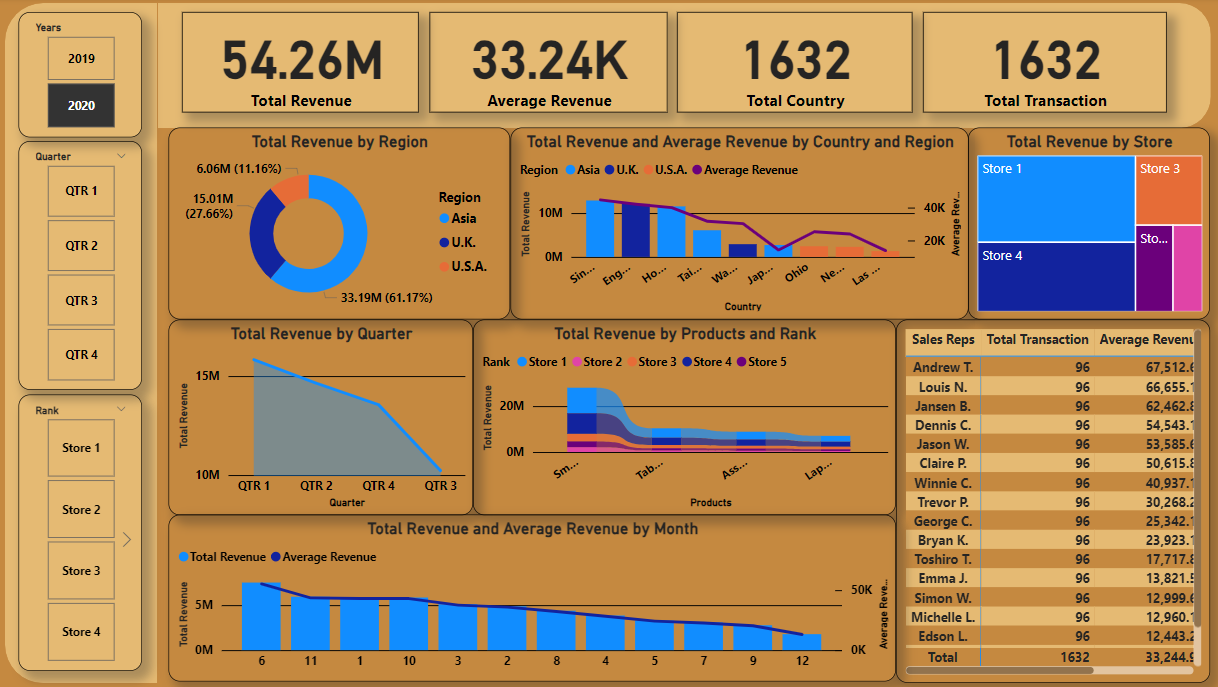 Years
2019
2020
Quarter
QTR 1
QTR 2
QTR 3
QTR 4
Rank
Store 1
Store 2
Store 3
Store 4
54.26M
Total Revenue
33.24K
Average Revenue
1632
Total Country
1632
Total Transaction
Total Revenue by Region
6.06M (11.16%)
15.01M
(27.66%)
33.19M (61.17%)
Region
Asia
U.K.
U.S.A.
Total Revenue and Average Revenue by Country and Region
Region Asia U.K. U.S.A. Average Revenue
Total Revenue
10M
0M
40K
20K
Average Rev...
Sin... Eng... Ho... Tai... Wa... Jap... Ohio Ne... Las ...
Country
Total Revenue by Store
Store 1
Store 3
Store 4
Sto...
Total Revenue by Quarter
Total Revenue
15M
10M
QTR 1 QTR 2 QTR 4 QTR 3
Quarter
Total Revenue by Products and Rank
Rank Store 1 Store 2 Store 3 Store 4 Store 5
Total Revenue
20M
0M
Sm... Tab... Ass... Lap...
Products
Sales Reps Total Transaction Average Revenu
Andrew T. 96 67,512.6
Louis N. 96 66,655.1
Jansen B. 96 62,462.8
Dennis C. 96 54,543.1
Jason W. 96 53,585.6
Claire P. 96 50,615.8
Winnie C. 96 40,937.1
Trevor P. 96 30,268.2
George C. 96 25,342.1
Bryan K. 96 23,923.1
Toshiro T. 96 17,717.8
Emma J. 96 13,821.5
Simon W. 96 12,999.6
Michelle L. 96 12,960.1
Edson L. 96 12,443.2
Total 1632 33,244.9
Total Revenue and Average Revenue by Month
Total Revenue Average Revenue
Total Revenue
5M
0M
50K
0K
Average Reve...
6 11 1 10 3 2 8 4 5 7 9 12